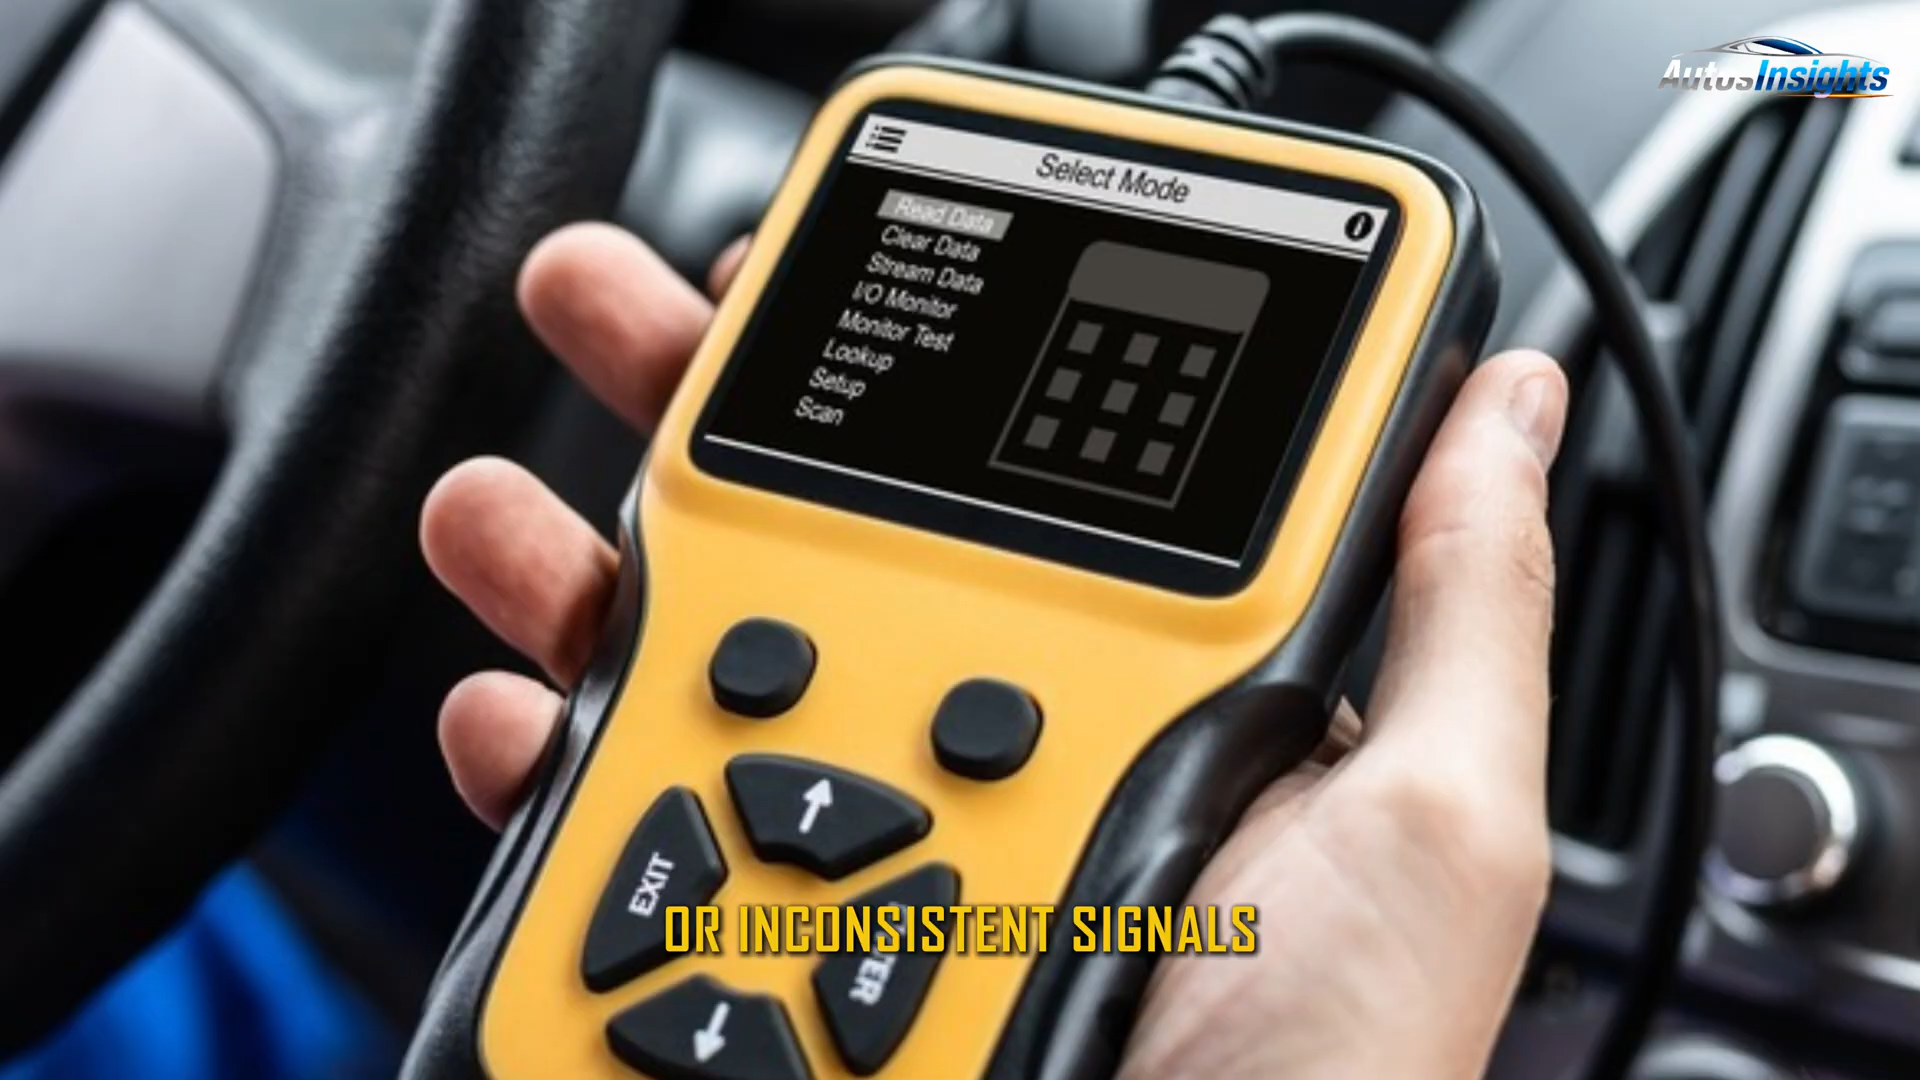 AutosInsights
Select Mode
Read Data
Clear Data
Stream Data
I/O Monitor
Monitor Test
Lookup
Setup
Scan
EXIT
OR INCONSISTENT SIGNALS